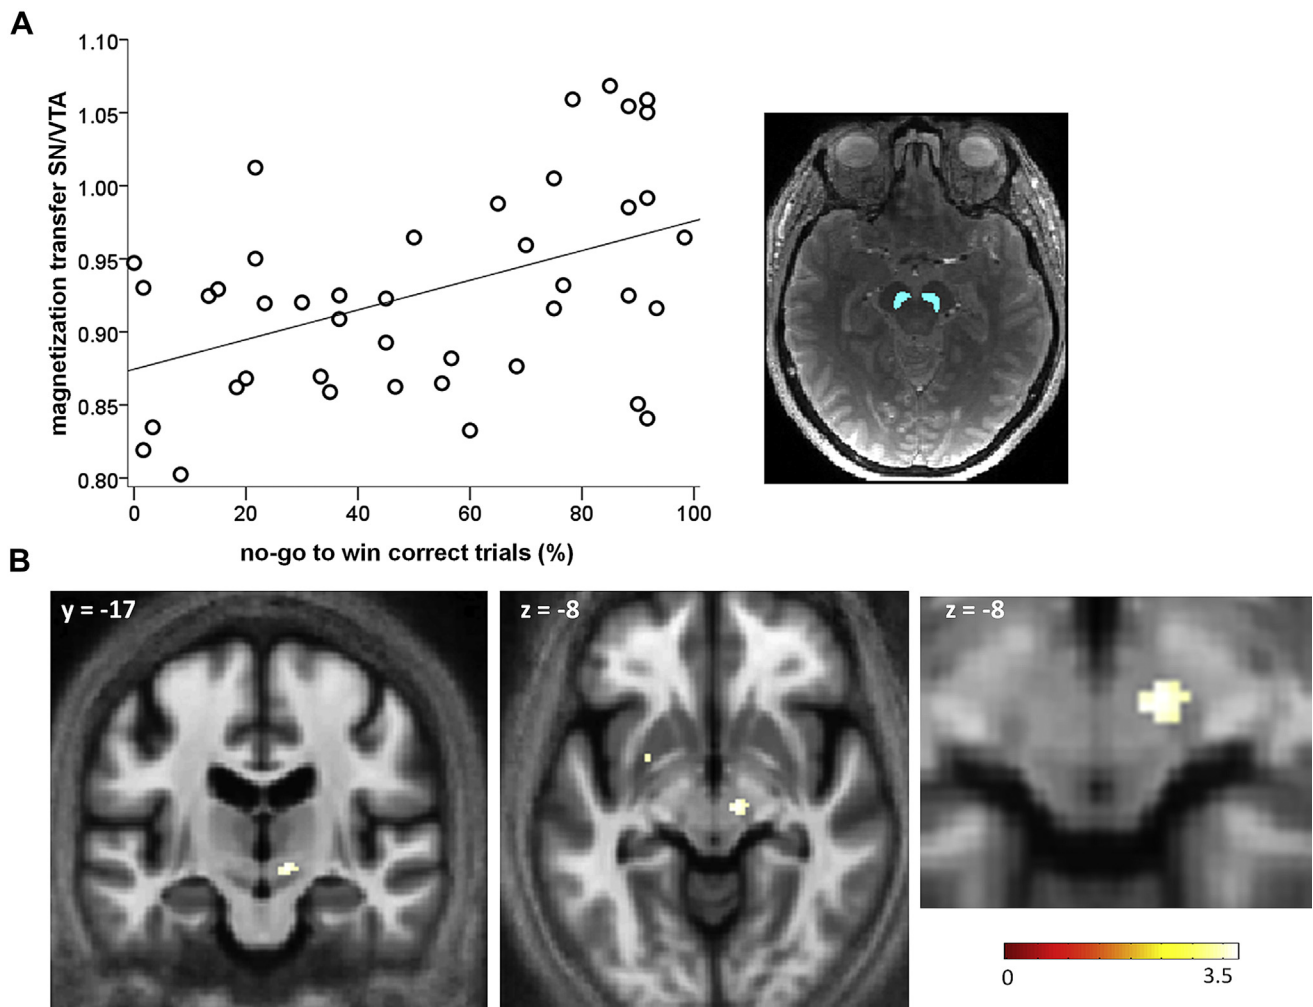 A
magnetization transfer SN/VTA
1.10
1.05
1.00
0.95
0.90
0.85
0.80
0 20 40 60 80 100
no-go to win correct trials (%)
B
y = -17
z = -8
z = -8
0 3.5